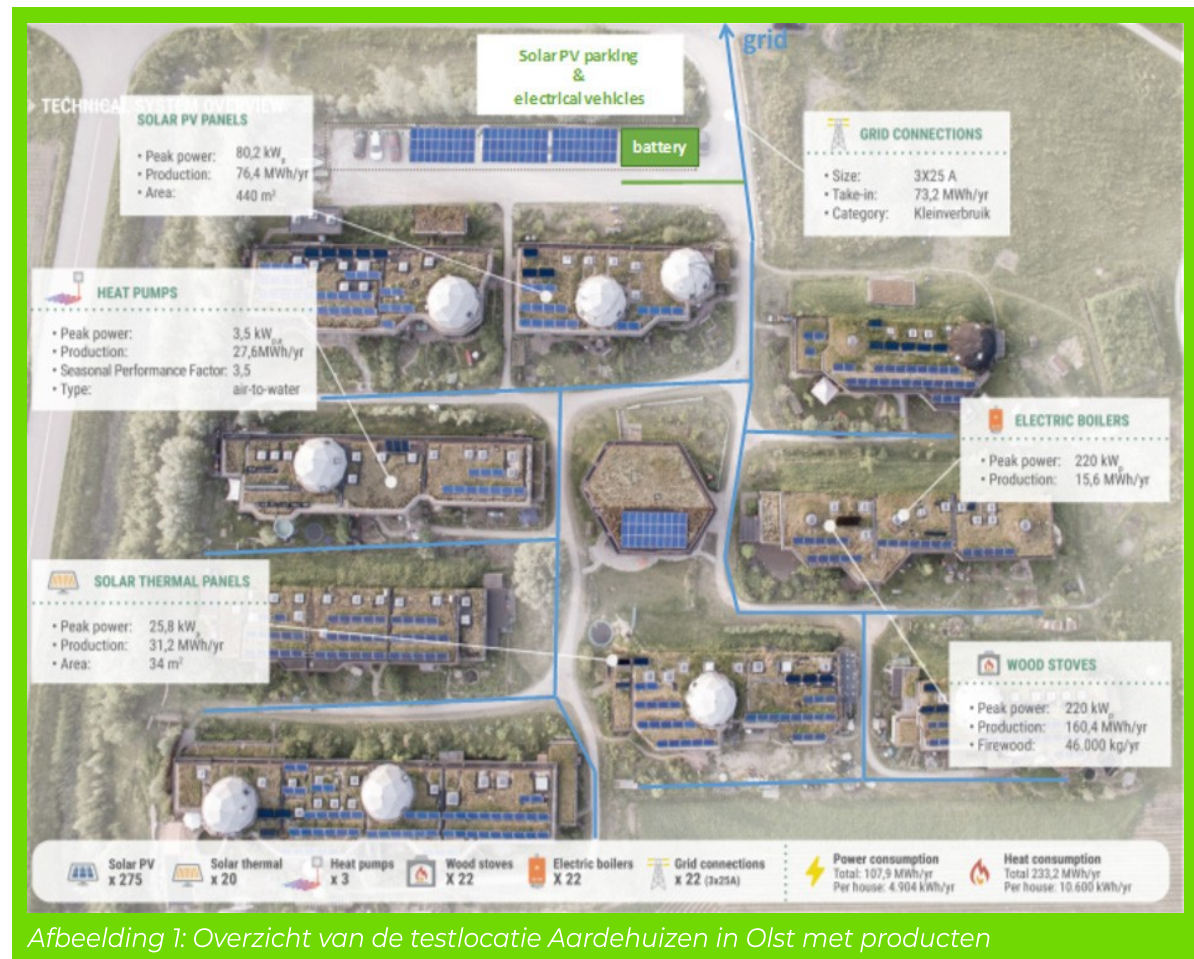 Solar PV parking
&
electrical vehicles
grid
TECHNICAL SYSTEM OVERVIEW
SOLAR PV PANELS
• Peak power: 80,2 kWp
• Production: 76,4 MWh/yr
• Area: 440 m²
battery
GRID CONNECTIONS
• Size: 3X25 A
• Take-in: 73,2 MWh/yr
• Category: Kleinverbruik
HEAT PUMPS
• Peak power: 3,5 kWp,e
• Production: 27,6MWh/yr
• Seasonal Performance Factor: 3,5
• Type: air-to-water
ELECTRIC BOILERS
• Peak power: 220 kWp
• Production: 15,6 MWh/yr
SOLAR THERMAL PANELS
• Peak power: 25,8 kWp
• Production: 31,2 MWh/yr
• Area: 34 m²
WOOD STOVES
• Peak power: 220 kWp
• Production: 160,4 MWh/yr
• Firewood: 46.000 kg/yr
Solar PV
x 275
Solar thermal
x 20
Heat pumps
x 3
Wood stoves
X 22
Electric boilers
X 22
Grid connections
x 22 (3x25A)
Power consumption
Total: 107,9 MWh/yr
Per house: 4.904 kWh/yr
Heat consumption
Total 233,2 MWh/yr
Per house: 10.600 kWh/yr
Afbeelding 1: Overzicht van de testlocatie Aardehuizen in Olst met producten